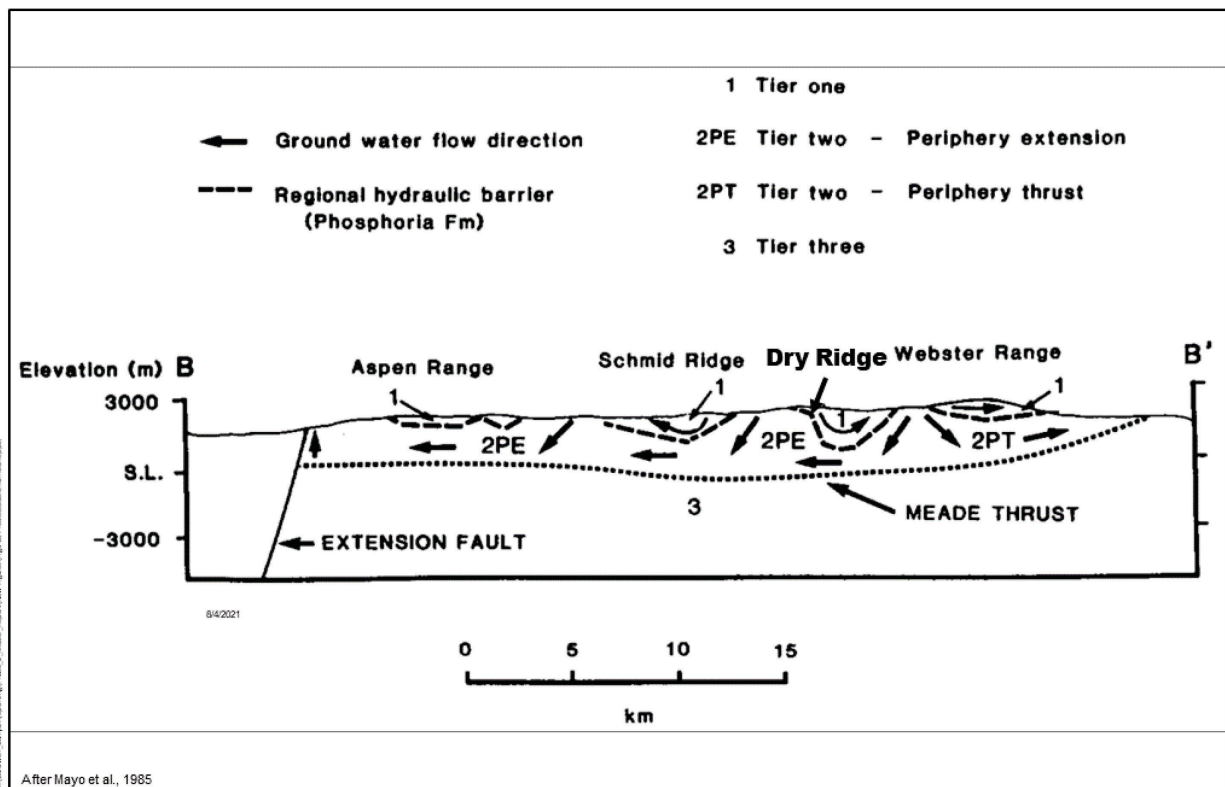 1 Tier one
Ground water flow direction
2PE Tier two - Periphery extension
Regional hydraulic barrier
(Phosphoria Fm)
2PT Tier two - Periphery thrust
3 Tier three
Elevation (m) B
Aspen Range
Schmid Ridge
Dry Ridge
Webster Range
B'
3000
1
1
1
1
2PE
2PE
2PT
S.L.
3
MEADE THRUST
-3000
EXTENSION FAULT
8/4/2021
0 5 10 15
km
After Mayo et al., 1985